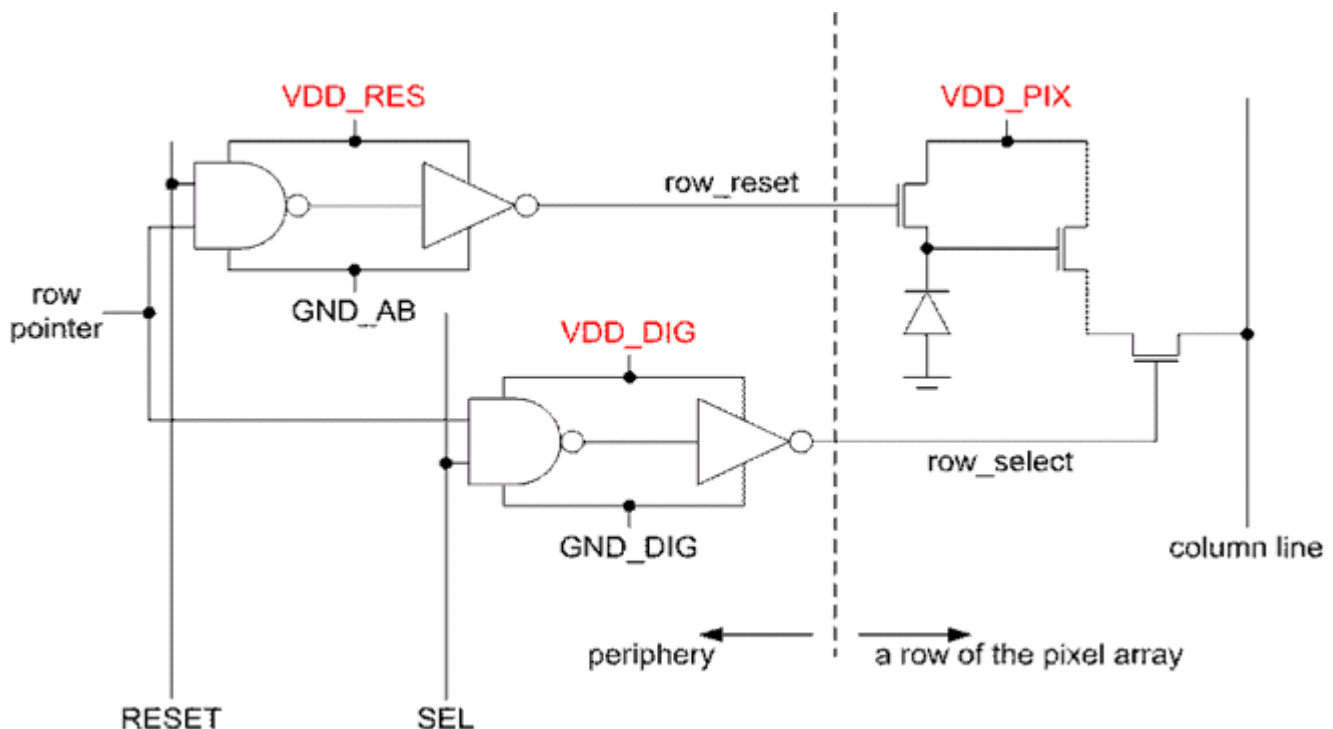 VDD_RES
VDD_PIX
row_reset
row
pointer
GND_AB
VDD_DIG
row_select
GND_DIG
column line
periphery
a row of the pixel array
RESET
SEL